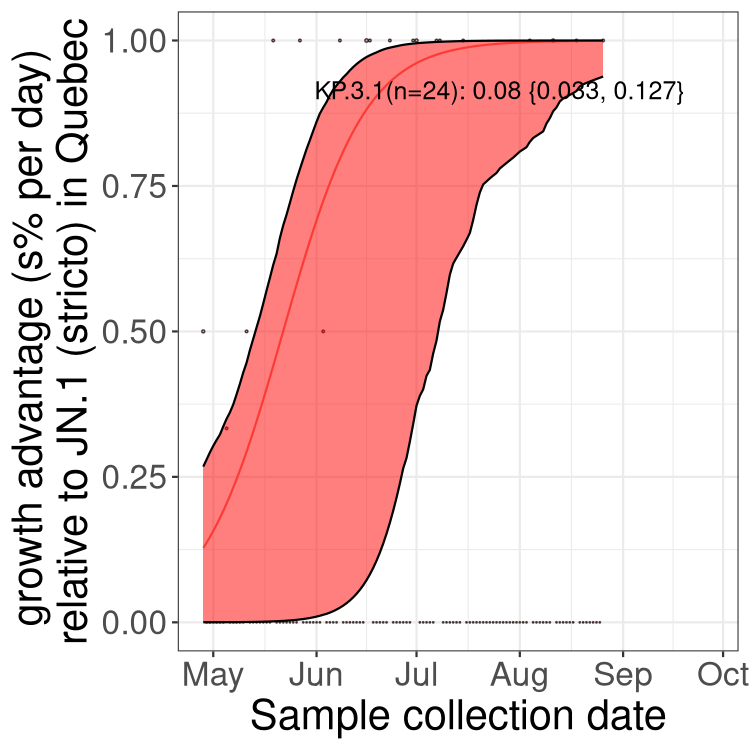 growth advantage (s% per day)
relative to JN.1 (stricto) in Quebec
1.00
0.75
0.50
0.25
0.00
KP.3.1(n=24): 0.08 {0.033, 0.127}
May Jun Jul Aug Sep Oct
Sample collection date